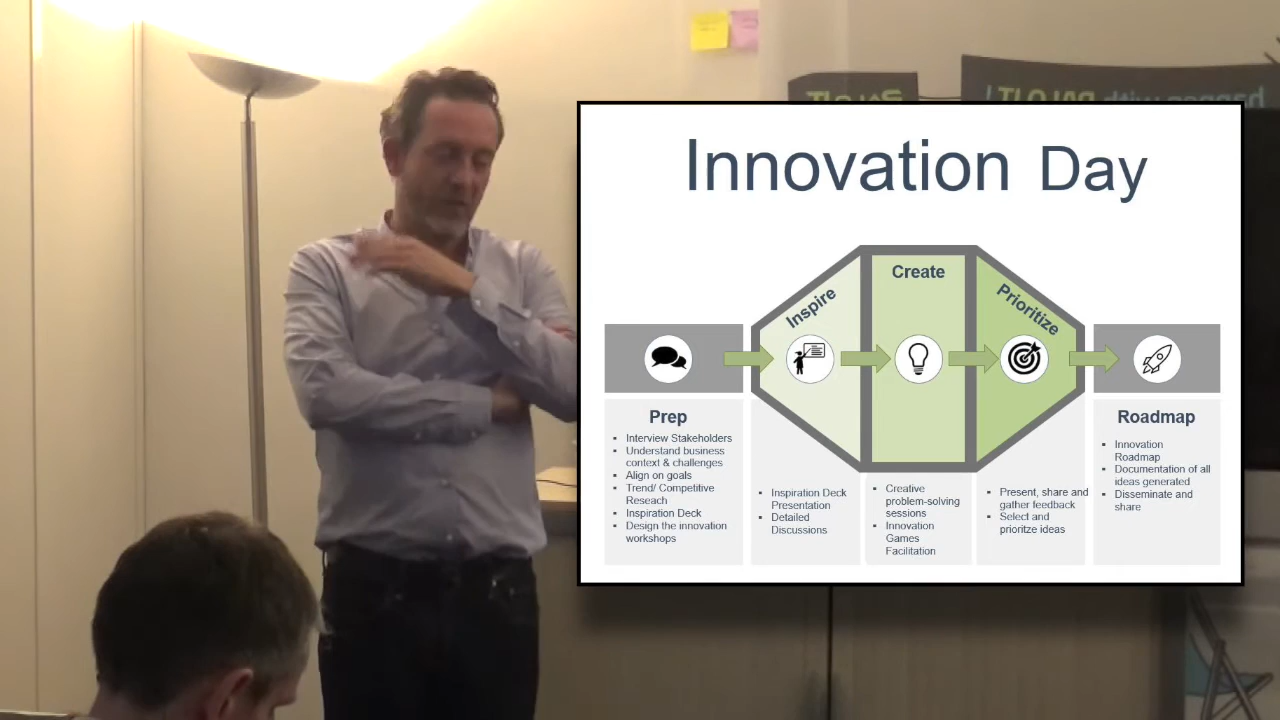 Innovation Day
Inspire
Create
Prioritize
Prep
Interview Stakeholders
Understand business
context & challenges
Align on goals
Trend/ Competitive
Reseach
Inspiration Deck
Design the innovation
workshops
Inspiration Deck
Presentation
Detailed
Discussions
Creative
problem-solving
sessions
Innovation
Games
Facilitation
Present, share and
gather feedback
Select and
prioritze ideas
Roadmap
Innovation
Roadmap
Documentation of all
ideas generated
Disseminate and
share